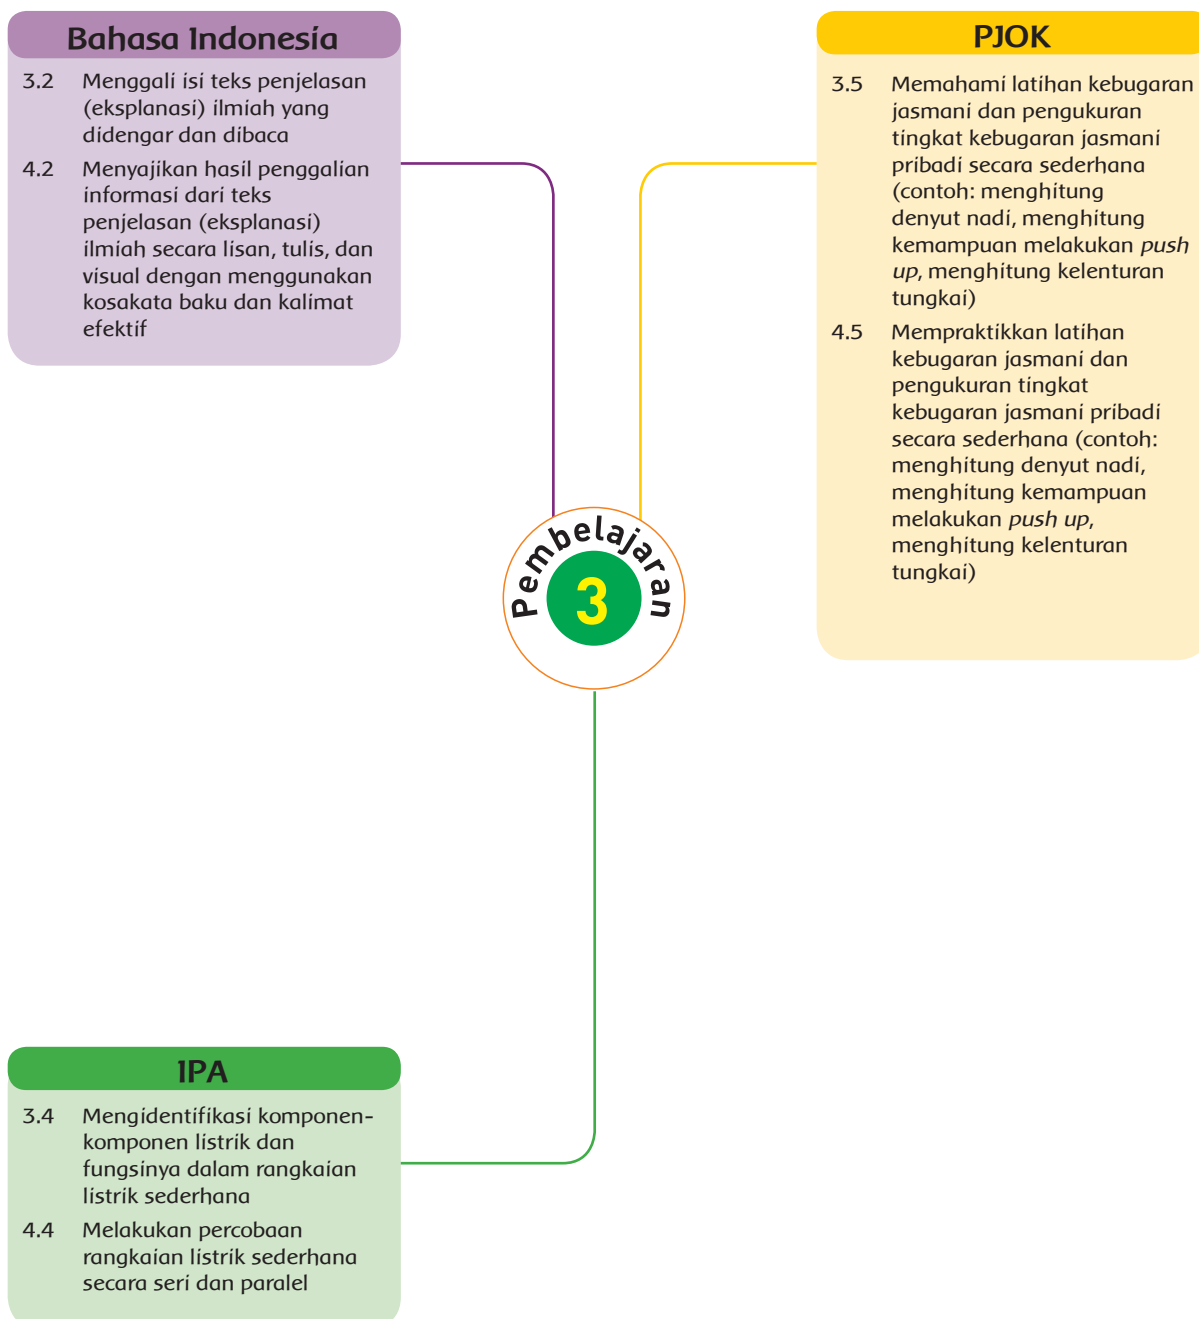 Bahasa Indonesia
3.2 Menggali isi teks penjelasan
(eksplanasi) ilmiah yang
didengar dan dibaca
4.2 Menyajikan hasil penggalian
informasi dari teks
penjelasan (eksplanasi)
ilmiah secara lisan, tulis, dan
visual dengan menggunakan
kosakata baku dan kalimat
efektif
PJOK
3.5 Memahami latihan kebugaran
jasmani dan pengukuran
tingkat kebugaran jasmani
pribadi secara sederhana
(contoh: menghitung
denyut nadi, menghitung
kemampuan melakukan push
up, menghitung kelenturan
tungkai)
4.5 Mempraktikkan latihan
kebugaran jasmani dan
pengukuran tingkat
kebugaran jasmani pribadi
secara sederhana (contoh:
menghitung denyut nadi,
menghitung kemampuan
melakukan push up,
menghitung kelenturan
tungkai)
Pembelajaran
3
IPA
3.4 Mengidentifikasi komponen-
komponen listrik dan
fungsinya dalam rangkaian
listrik sederhana
4.4 Melakukan percobaan
rangkaian listrik sederhana
secara seri dan paralel